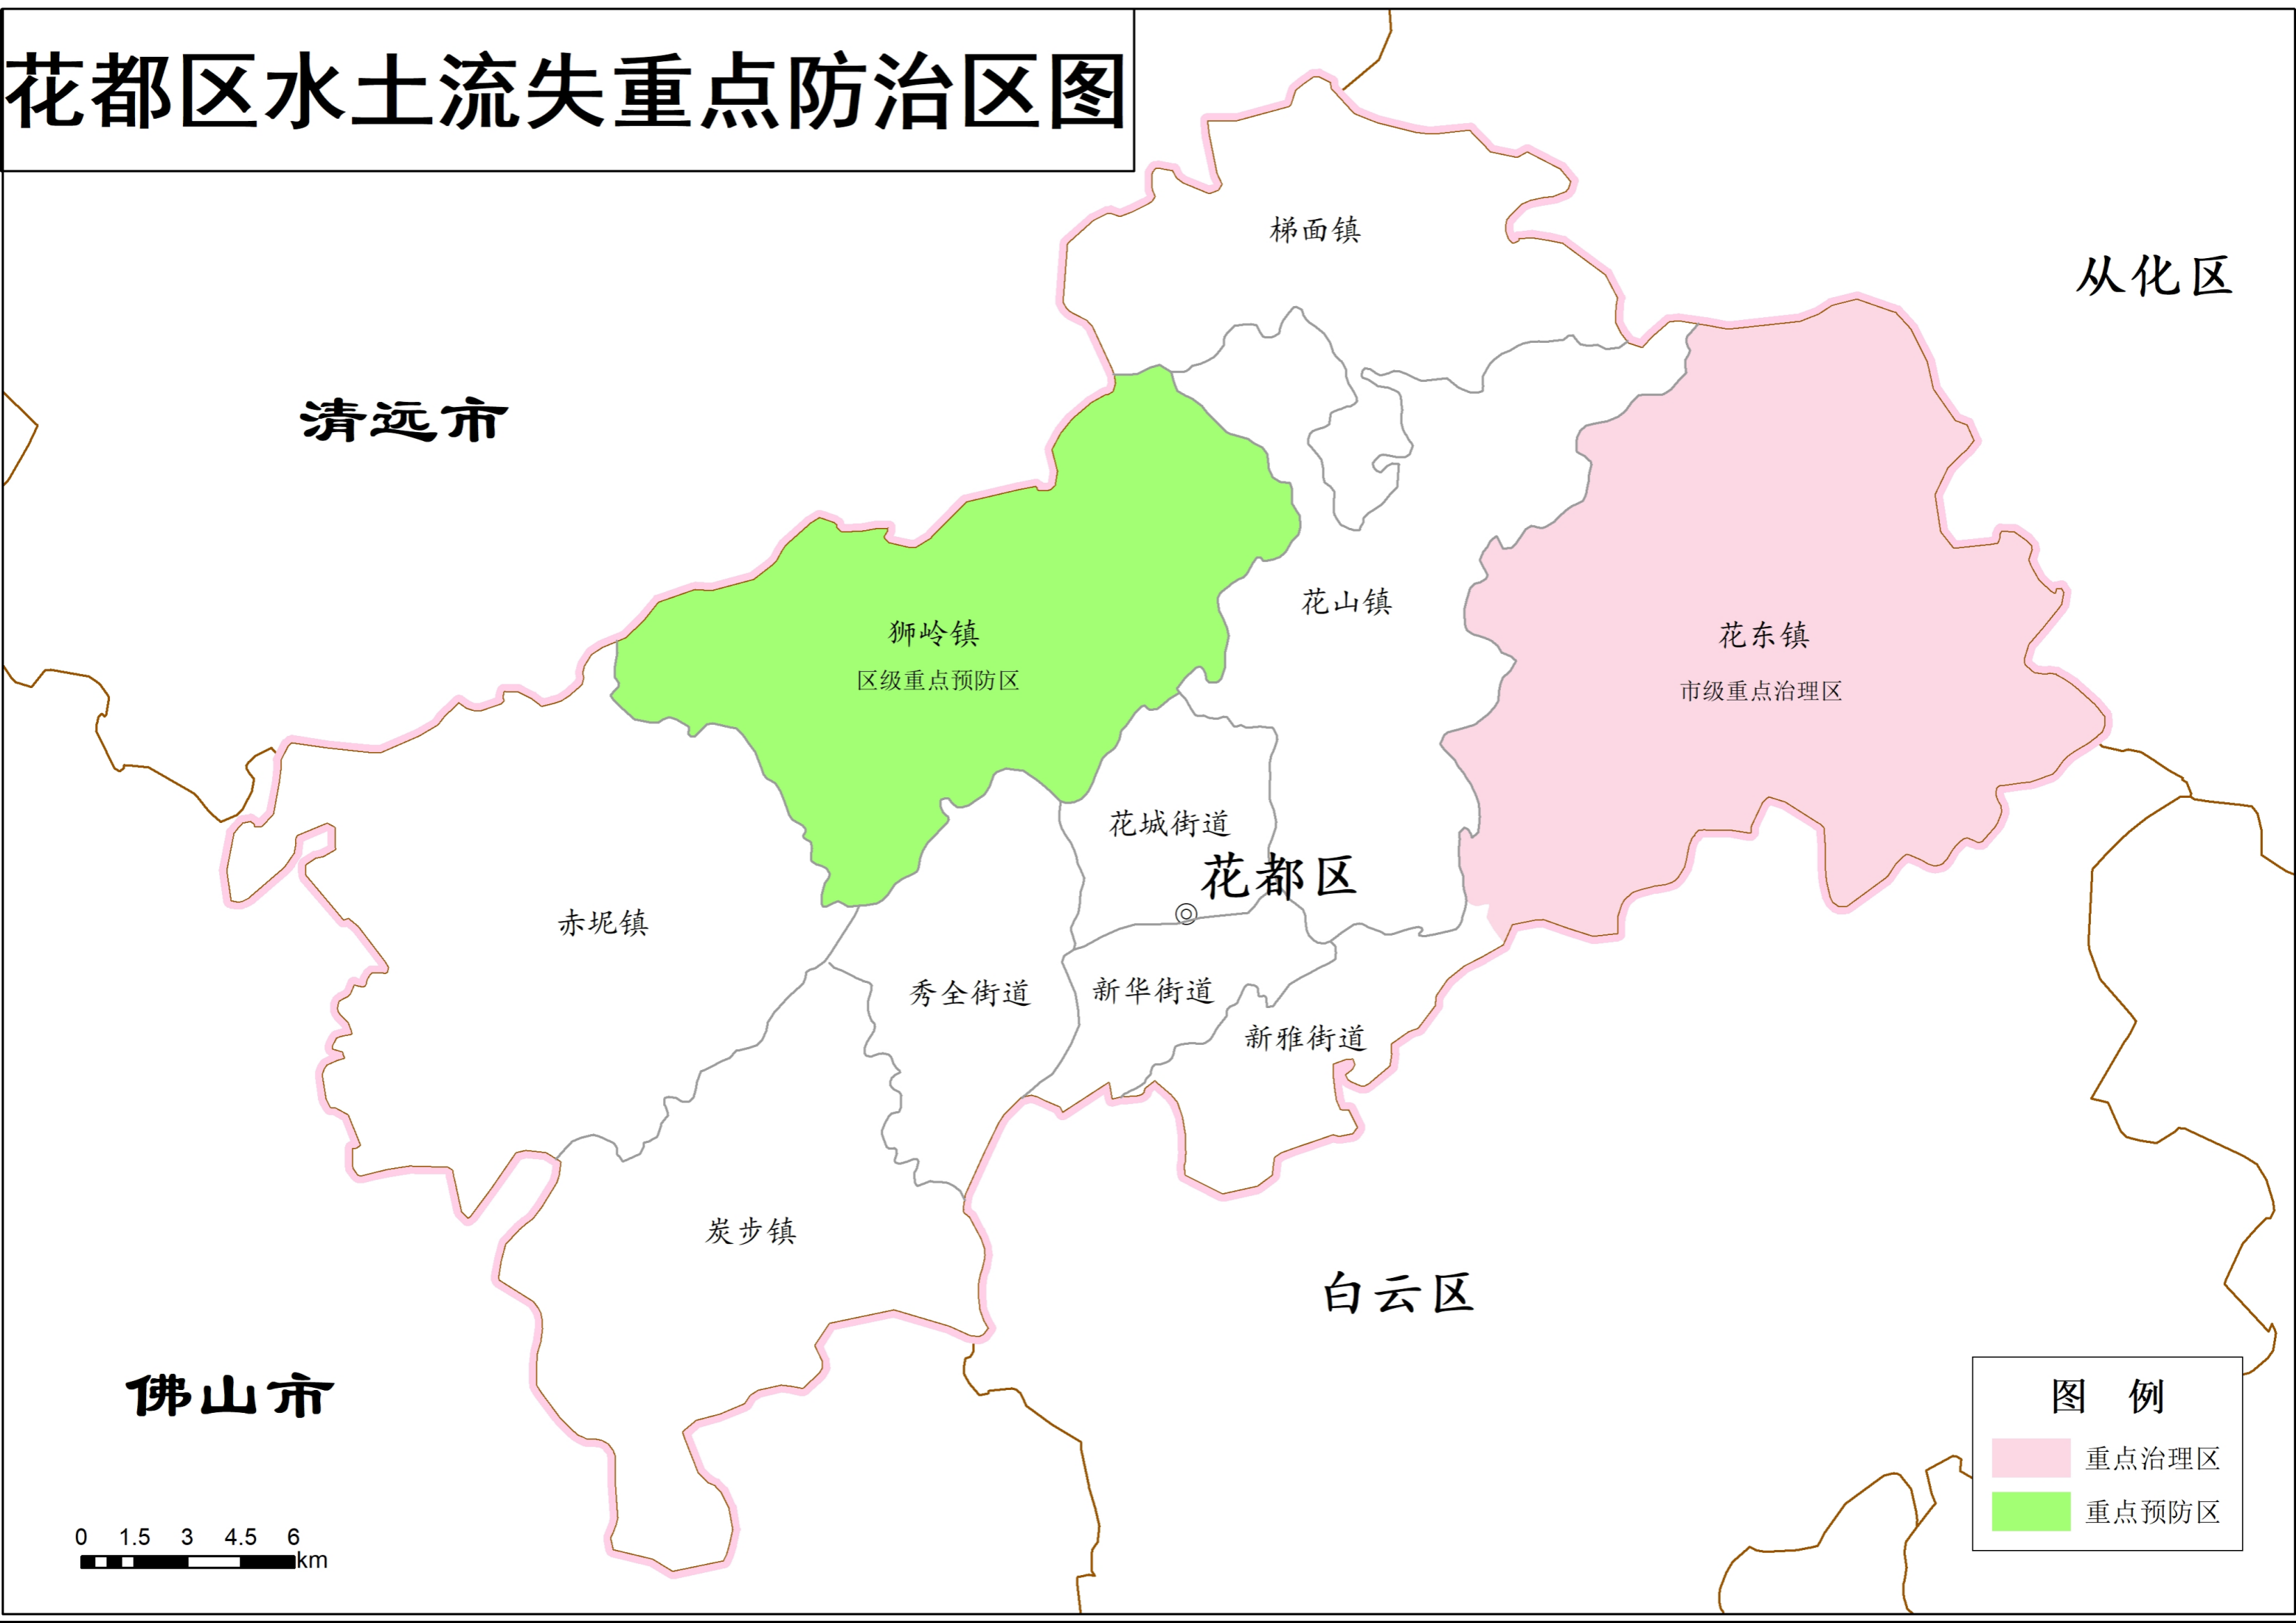 花都区水土流失重点防治区图
梯面镇
从化区
清远市
花山镇
狮岭镇
区级重点预防区
花东镇
市级重点治理区
花城街道
花都区
赤坭镇
秀全街道
新华街道
新雅街道
炭步镇
白云区
佛山市
图 例
重点治理区
重点预防区
0 1.5 3 4.5 6
km